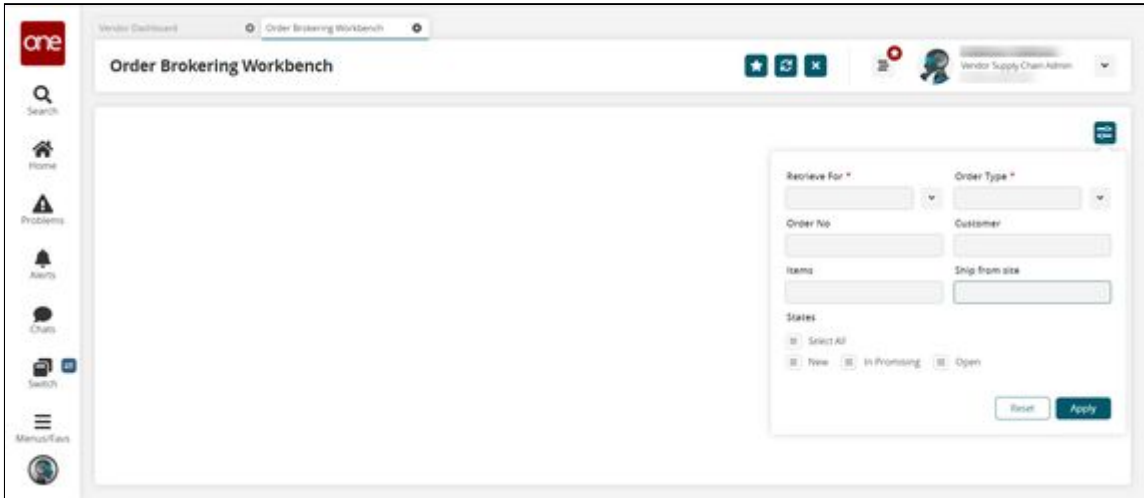 one
Vendor Dashboard
Order Brokering Workbench
Order Brokering Workbench
Vendor Supply Chain Admin
Search
Home
Problems
Alerts
Chats
Switch
Menus/Favs
Retrieve For * Order Type *
Order No Customer
Items Ship from site
States
Select All
New In Promising Open
Reset Apply